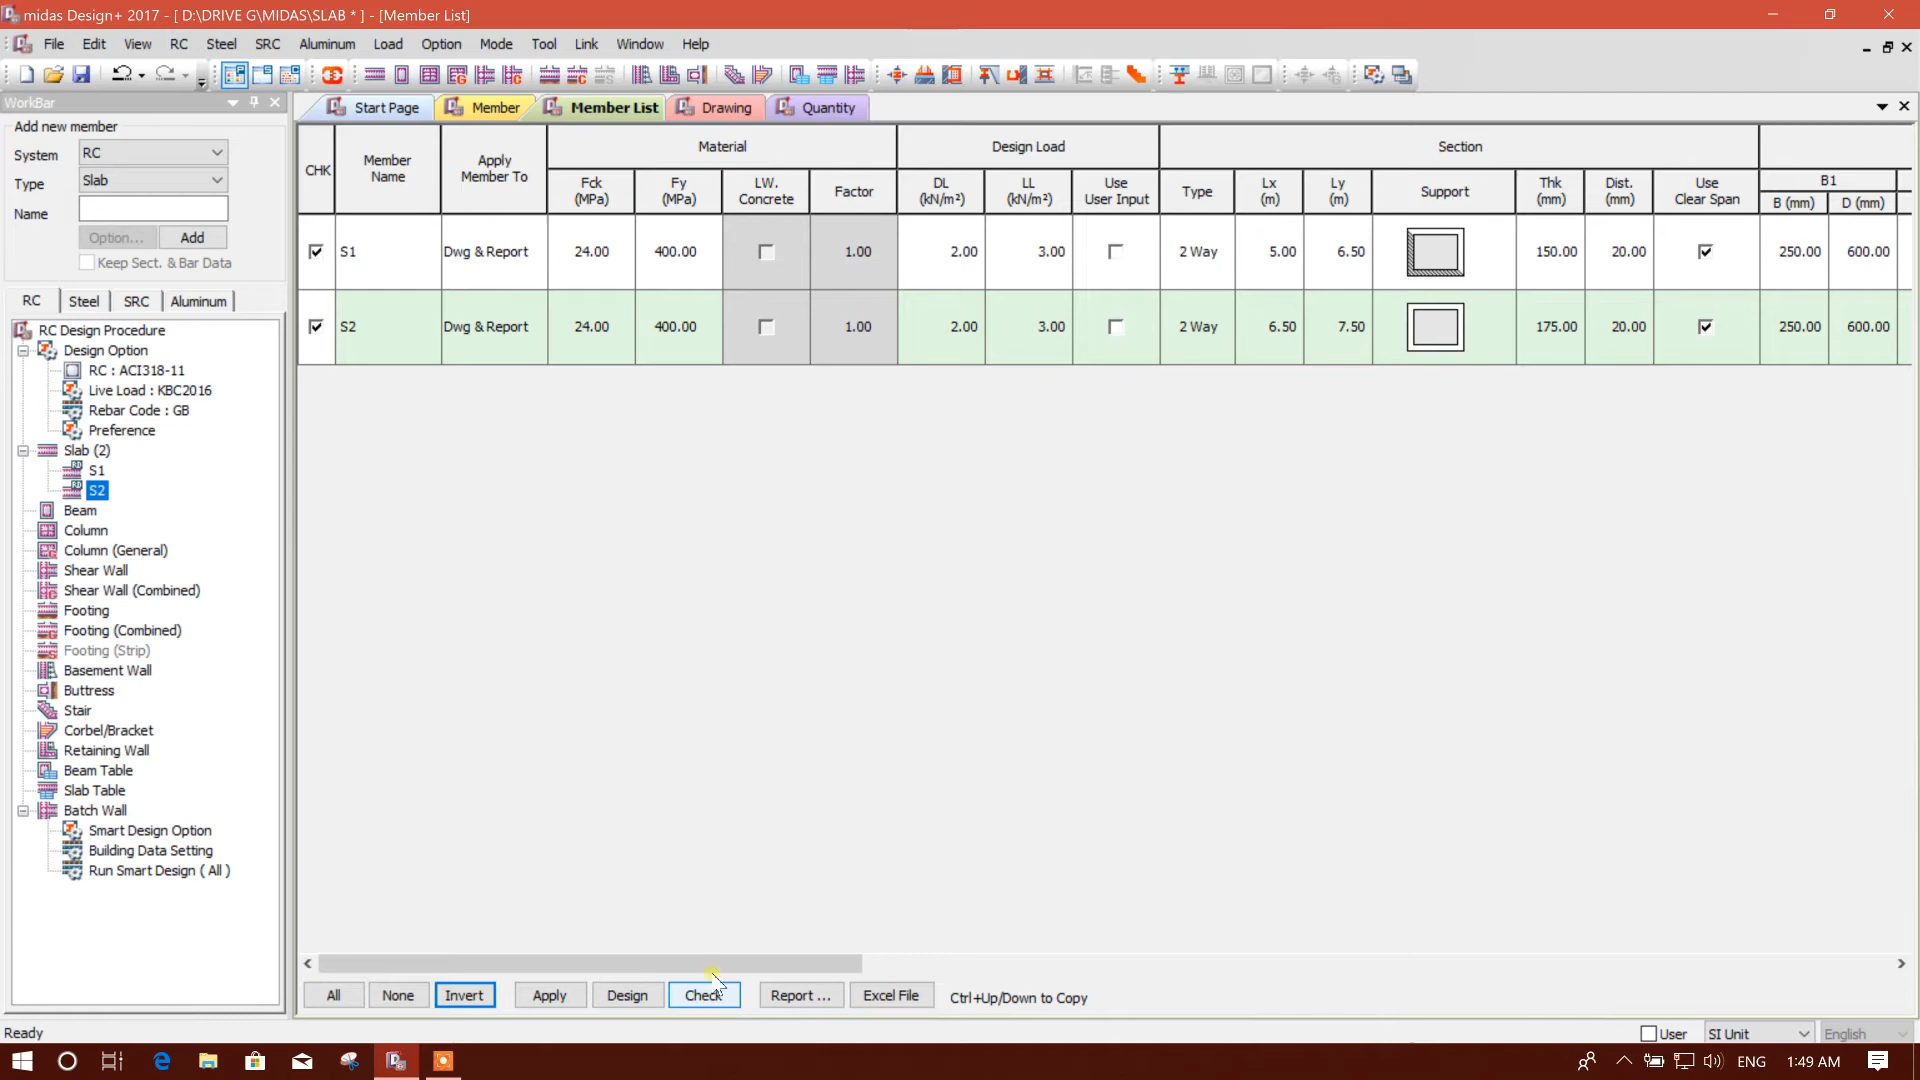 midas Design+ 2017 - [ D:\DRIVE G\MIDAS\SLAB * ] - [Member List]
File Edit View RC Steel SRC Aluminum Load Option Mode Tool Link Window Help
WorkBar
Start Page Member Member List Drawing Quantity
Add new member
System RC
Type Slab
Name
Option... Add
Keep Sect. & Bar Data
RC Steel SRC Aluminum
RC Design Procedure
Design Option
RC : ACI318-11
Live Load : KBC2016
Rebar Code : GB
Preference
Slab (2)
S1
S2
Beam
Column
Column (General)
Shear Wall
Shear Wall (Combined)
Footing
Footing (Combined)
Footing (Strip)
Basement Wall
Buttress
Stair
Corbel/Bracket
Retaining Wall
Beam Table
Slab Table
Batch Wall
Smart Design Option
Building Data Setting
Run Smart Design ( All )
CHK Member Name Apply Member To Material Design Load Section
Fck (MPa) Fy (MPa) LW. Concrete Factor DL (kN/m²) LL (kN/m²) Use User Input Type Lx (m) Ly (m) Support Thk (mm) Dist. (mm) Use Clear Span B1
B (mm) D (mm)
S1 Dwg & Report 24.00 400.00 1.00 2.00 3.00 2 Way 5.00 6.50 150.00 20.00 250.00 600.00
S2 Dwg & Report 24.00 400.00 1.00 2.00 3.00 2 Way 6.50 7.50 175.00 20.00 250.00 600.00
All None Invert Apply Design Check Report ... Excel File Ctrl+Up/Down to Copy
Ready User SI Unit English
ENG 1:49 AM